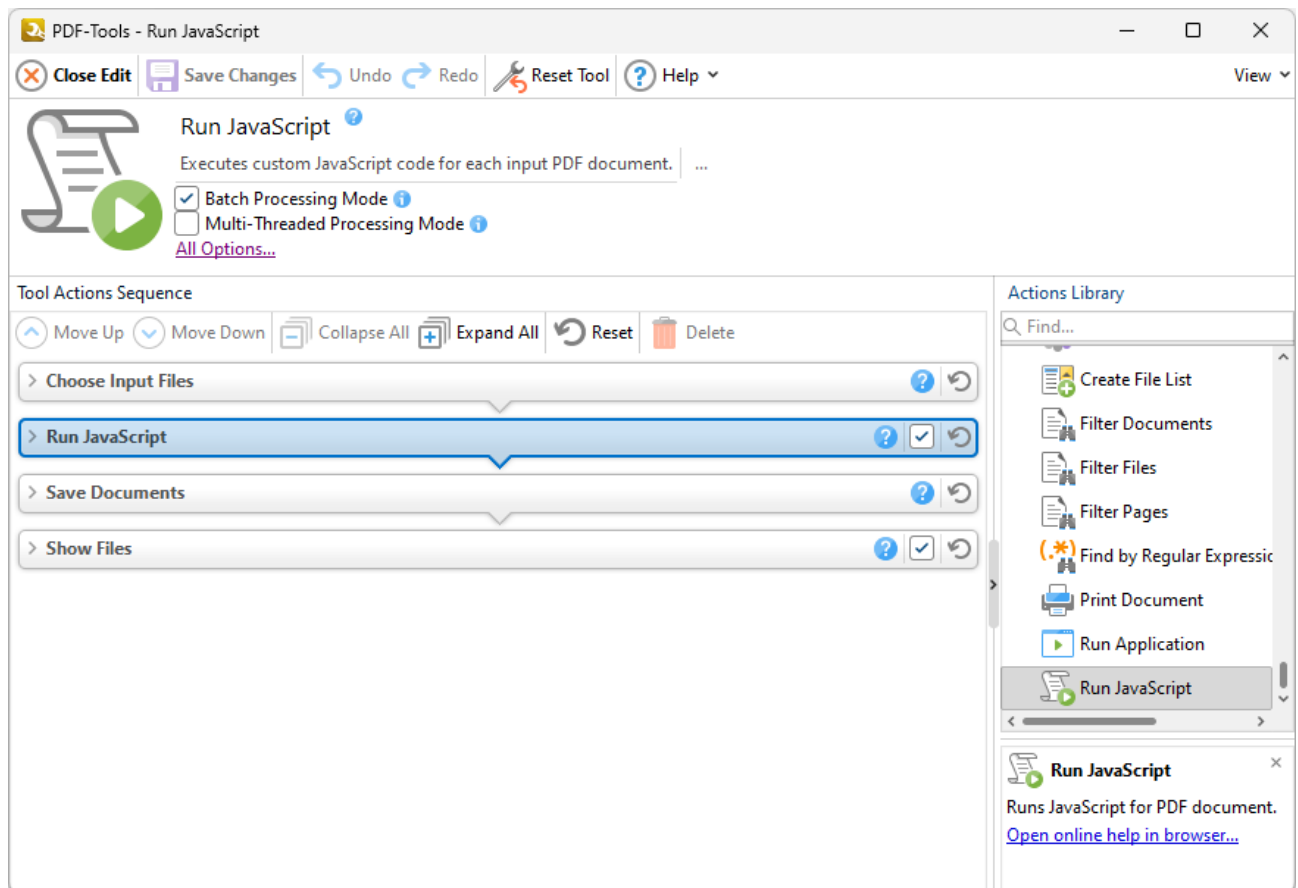 PDF-Tools - Run JavaScript
Close Edit Save Changes Undo Redo Reset Tool ? Help View
Run JavaScript ?
Executes custom JavaScript code for each input PDF document. ...
Batch Processing Mode i
Multi-Threaded Processing Mode i
All Options...
Tool Actions Sequence
Move Up Move Down Collapse All Expand All Reset Delete
Choose Input Files ?
Run JavaScript ?
Save Documents ?
Show Files ?
Actions Library
Find...
Create File List
Filter Documents
Filter Files
Filter Pages
(.*) Find by Regular Expressic
Print Document
Run Application
Run JavaScript
Run JavaScript
Runs JavaScript for PDF document.
Open online help in browser...